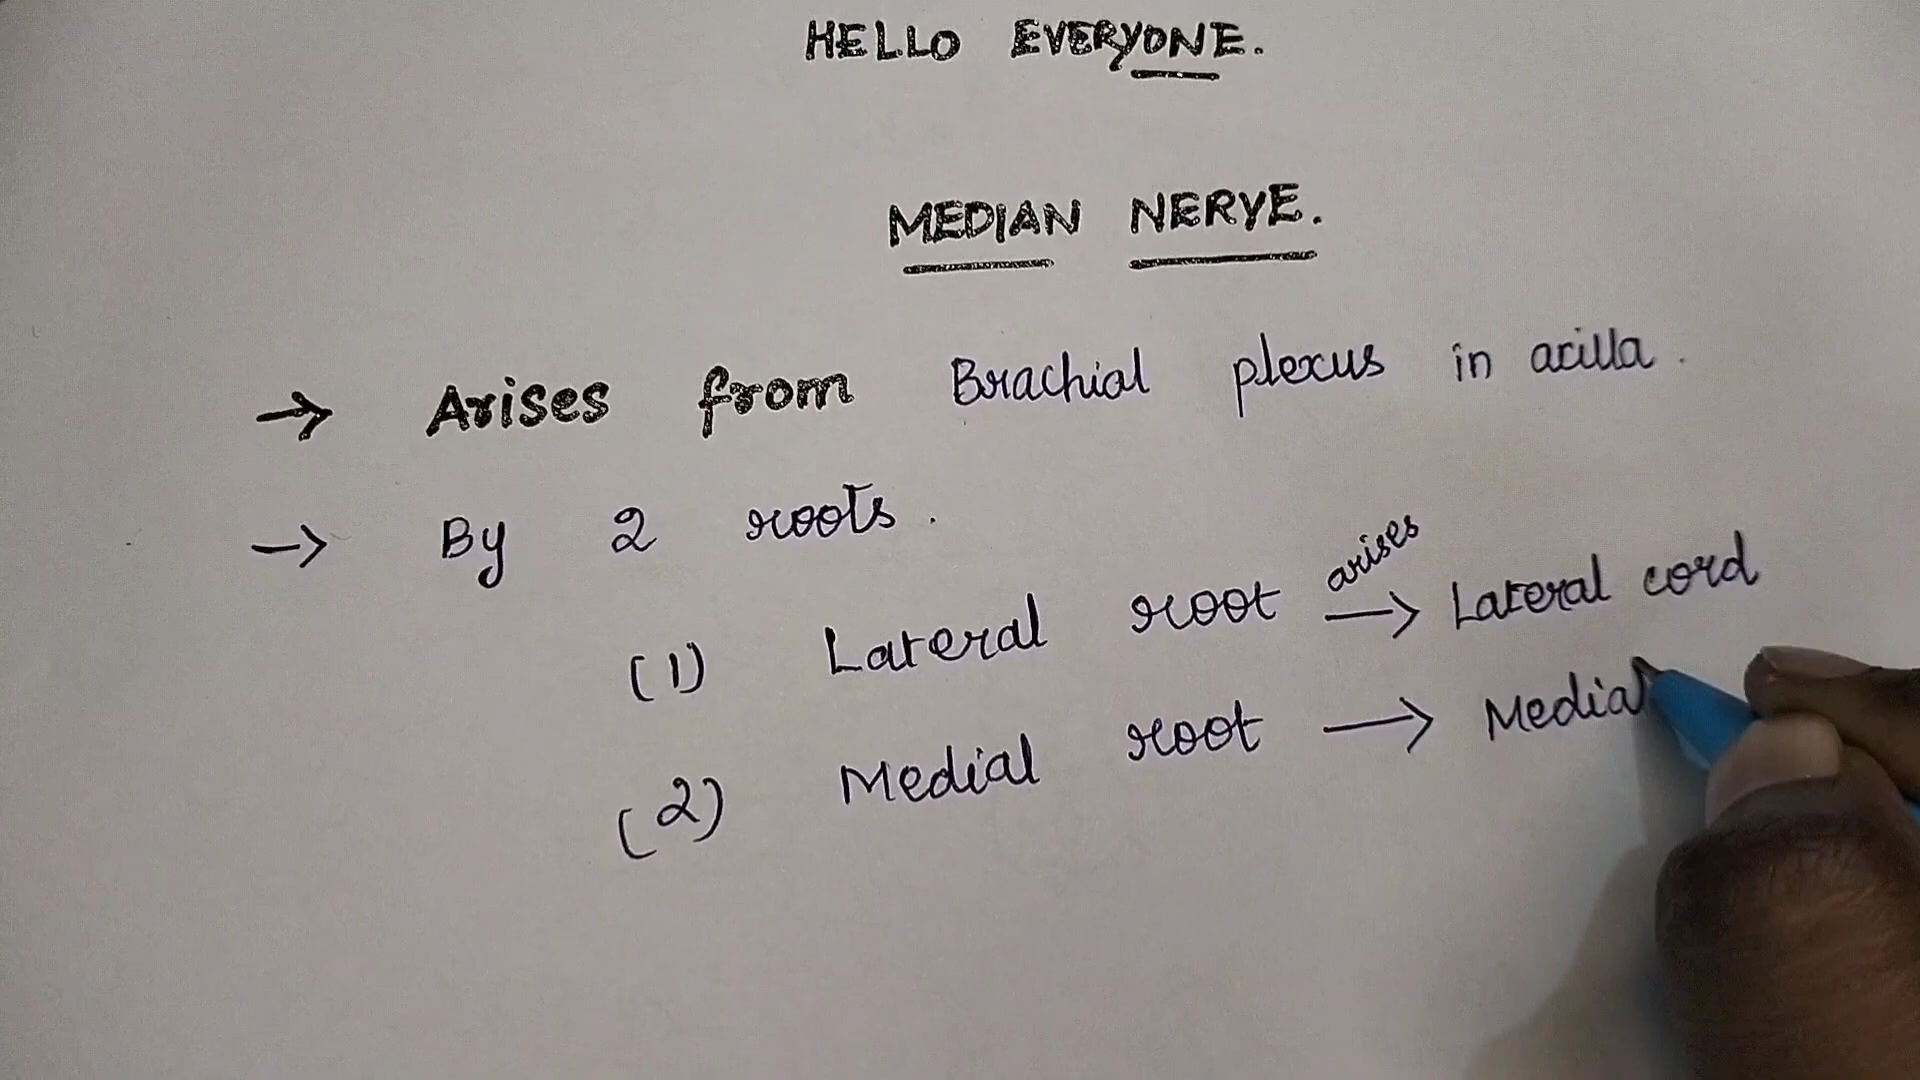 HELLO EVERYONE.
MEDIAN NERVE.
→ Arises from Brachial plexus in axilla.
→ By 2 roots.
(1) Lateral root arises → Lateral cord
(2) Medial root → Medial